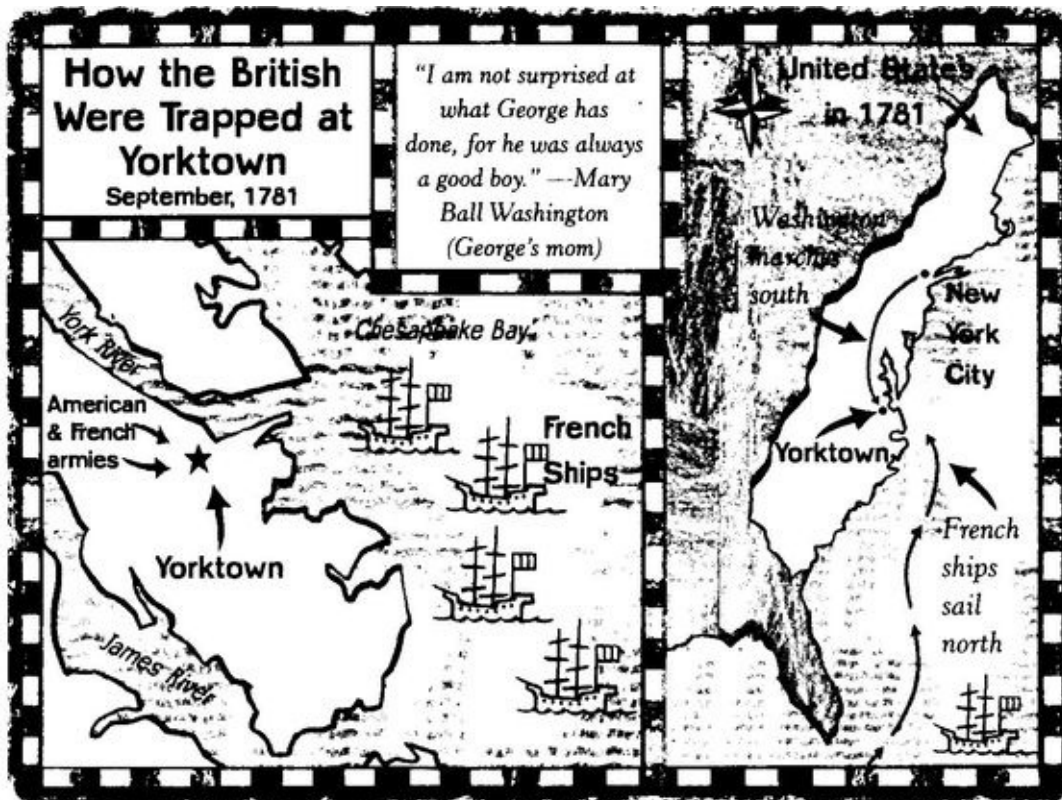 How the British
Were Trapped at
Yorktown
September, 1781
"I am not surprised at
what George has
done, for he was always
a good boy." —Mary
Ball Washington
(George's mom)
York River
American
& French
armies
Yorktown
James River
Chesapeake Bay
French
Ships
United States
in 1781
Washington
marches
south
New
York
City
Yorktown
French
ships
sail
north